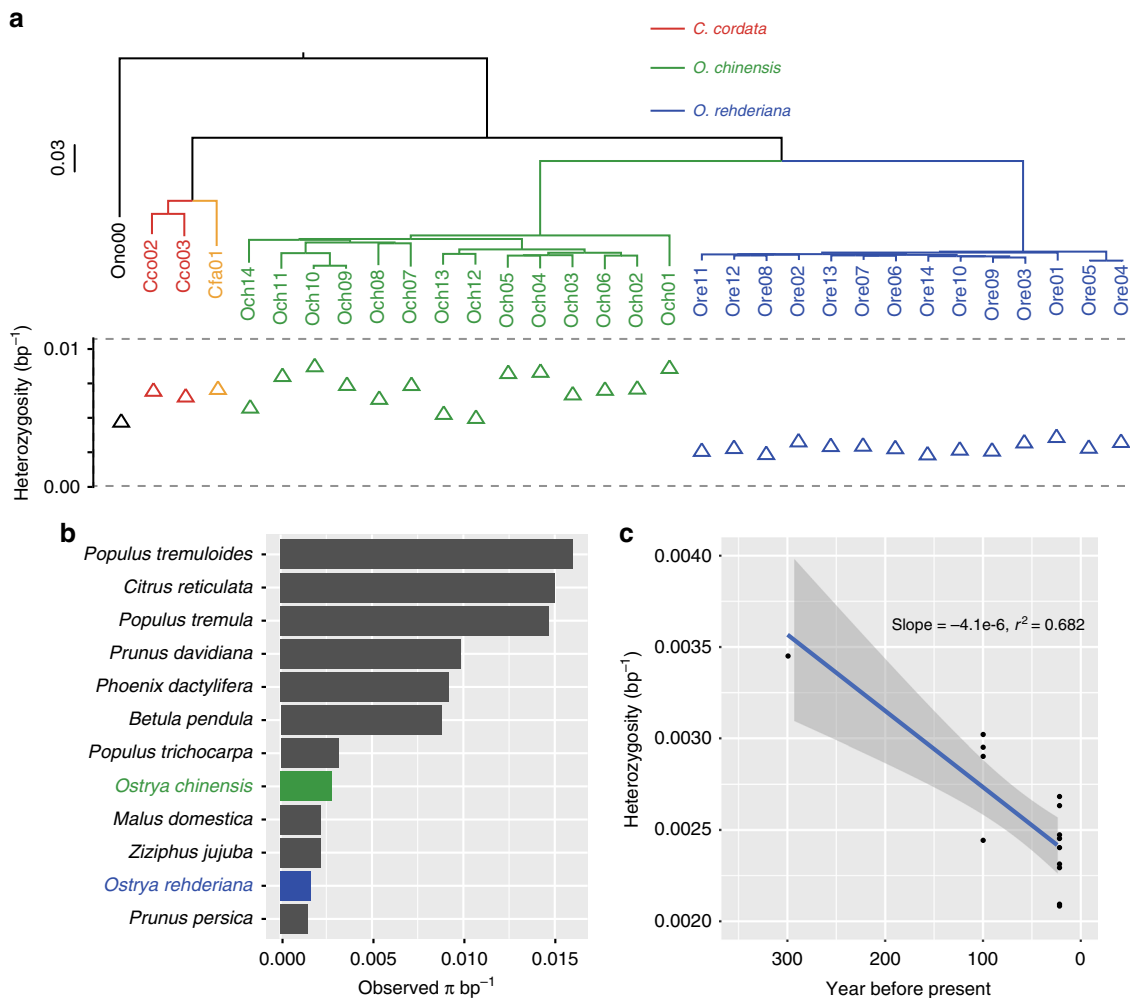 a
C. cordata
O. chinensis
O. rehderiana
0.03
Ono00
Cco02
Cco03
Cfa01
Och14
Och11
Och10
Och09
Och08
Och07
Och13
Och12
Och05
Och04
Och03
Och06
Och02
Och01
Ore11
Ore12
Ore08
Ore02
Ore13
Ore07
Ore06
Ore14
Ore10
Ore09
Ore03
Ore01
Ore05
Ore04
Heterozygosity (bp⁻¹)
0.01
0.00
b
Populus tremuloides
Citrus reticulata
Populus tremula
Prunus davidiana
Phoenix dactylifera
Betula pendula
Populus trichocarpa
Ostrya chinensis
Malus domestica
Ziziphus jujuba
Ostrya rehderiana
Prunus persica
0.000
0.005
0.010
0.015
Observed π bp⁻¹
c
Heterozygosity (bp⁻¹)
0.0040
0.0035
0.0030
0.0025
0.0020
Slope = –4.1e-6, r² = 0.682
300
200
100
0
Year before present